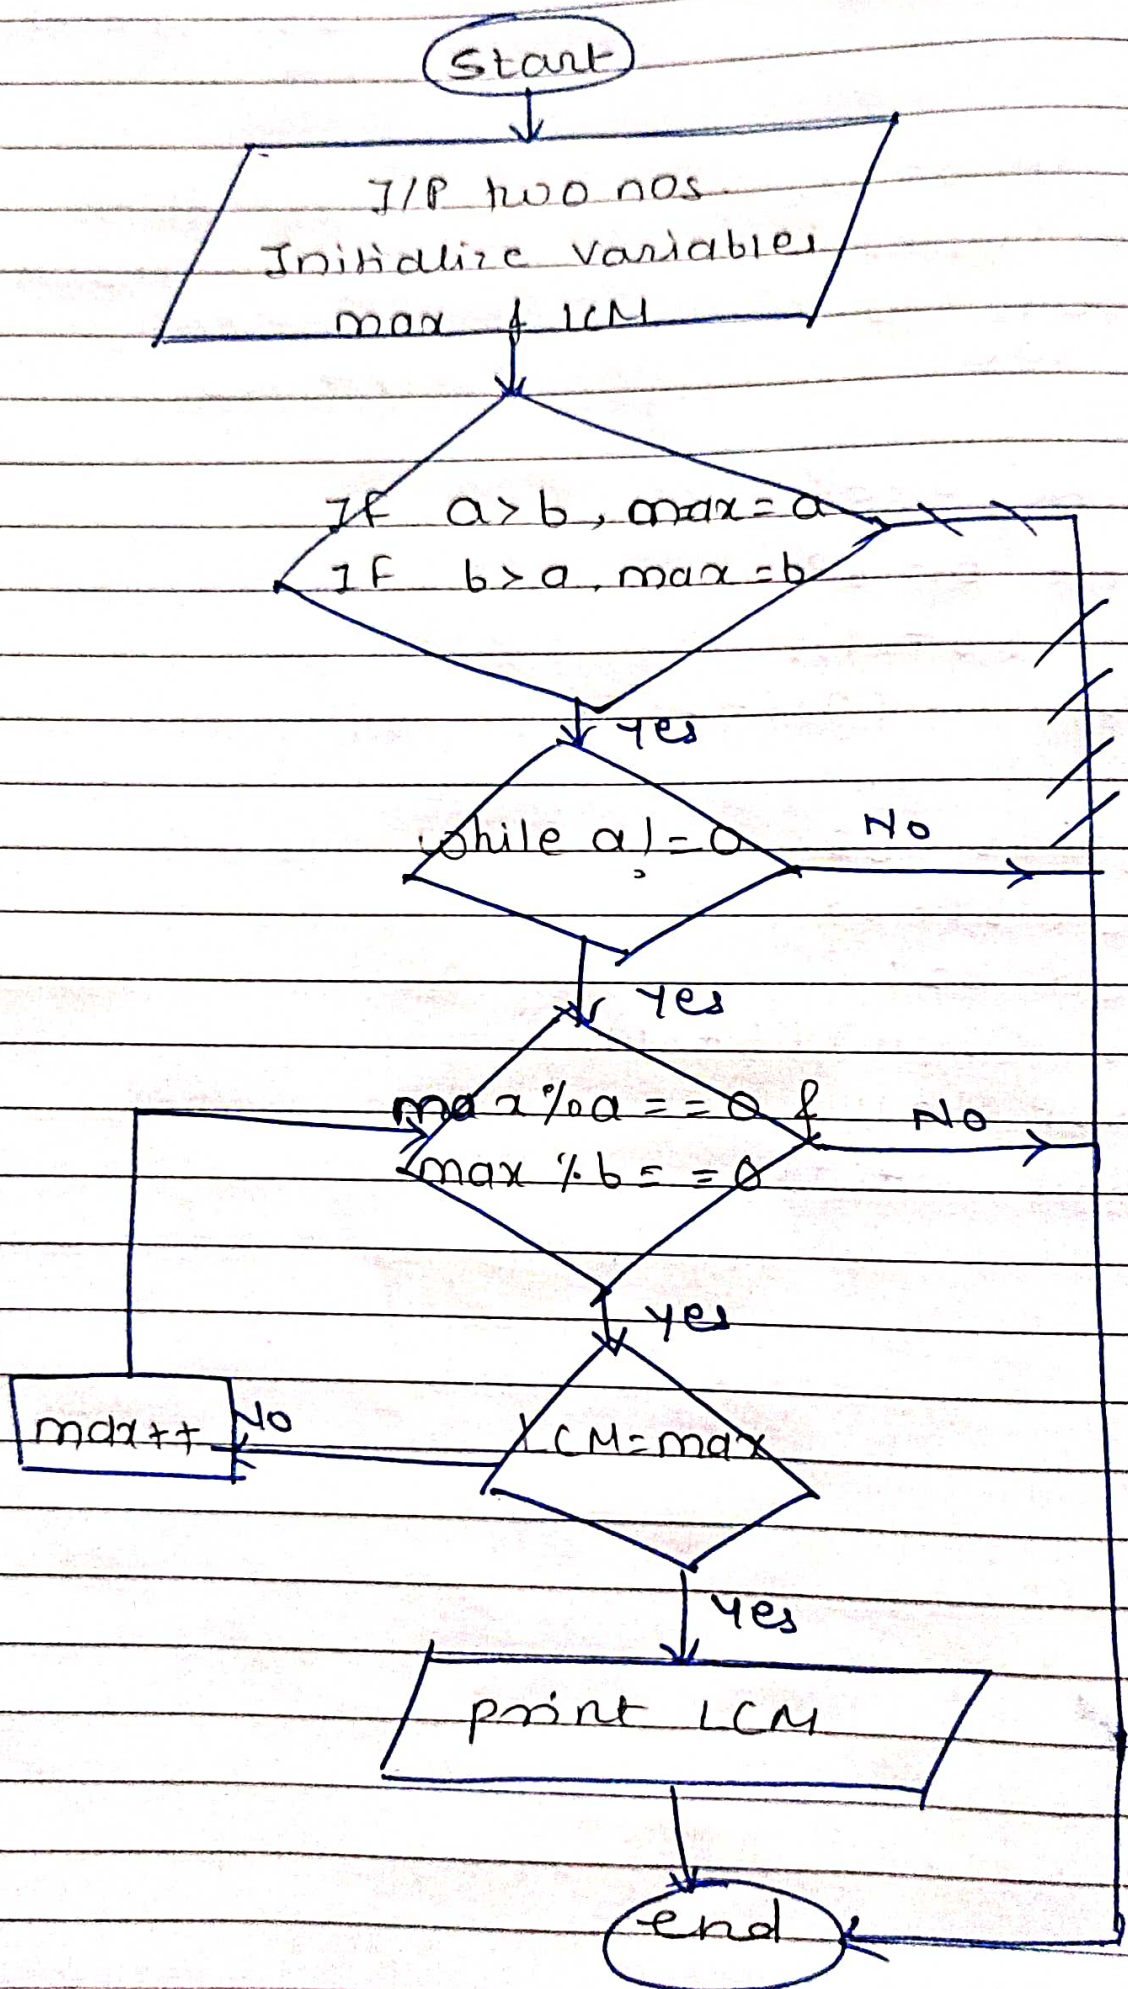 Start
I/P two nos
Initialize variables
max & LCM
If a>b, max=a
If b>a, max=b
yes
while a!=0
No
yes
max%a==0 &
max%b==0
No
yes
LCM=max
No
max++
yes
print LCM
end